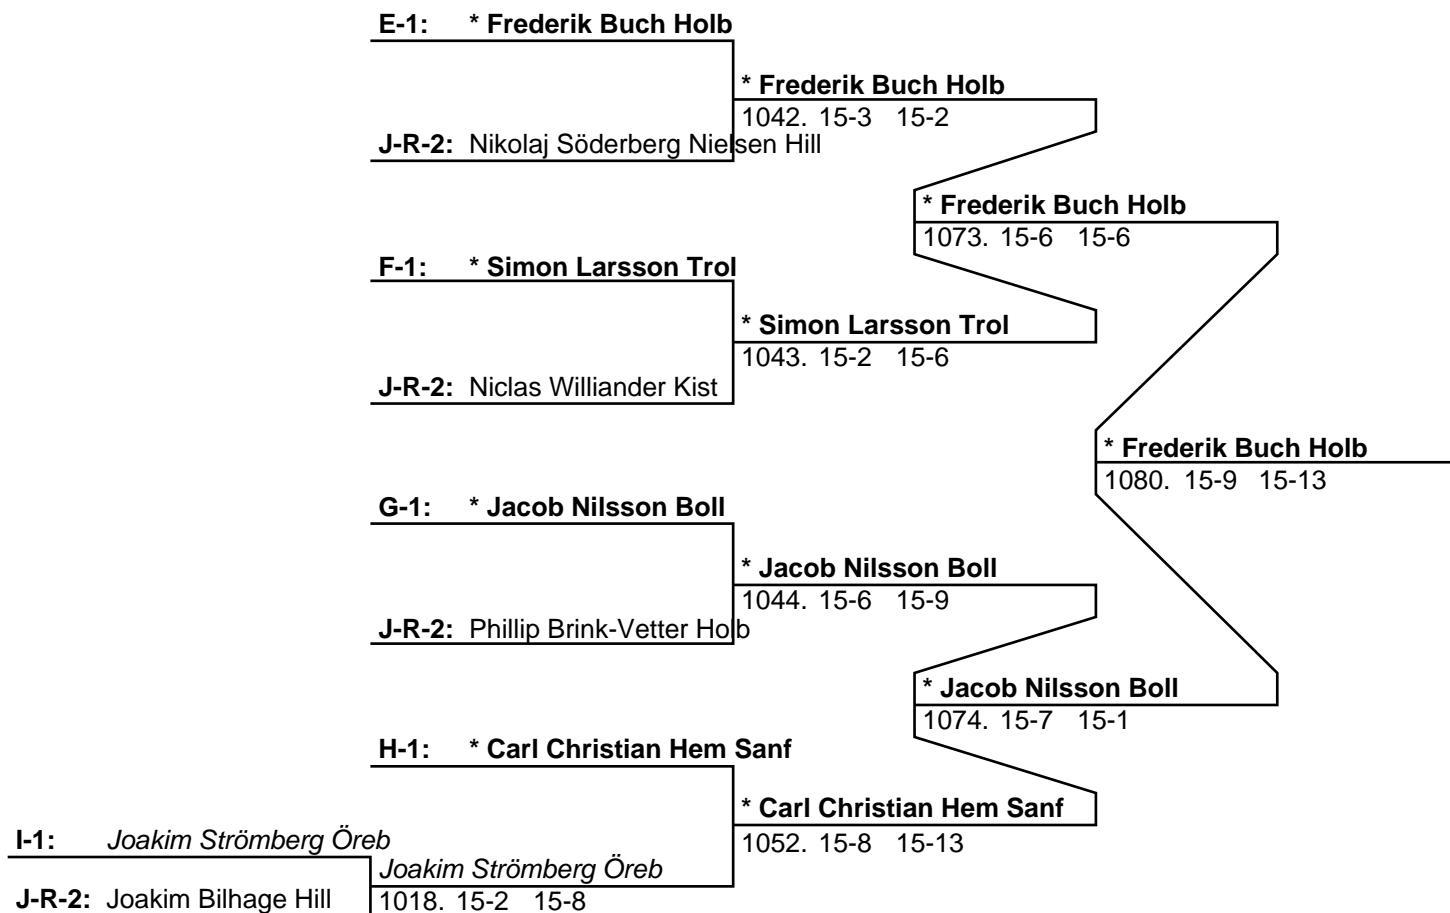 E-1: * Frederik Buch Holb
* Frederik Buch Holb
1042. 15-3 15-2
J-R-2: Nikolaj Söderberg Nielsen Hill
* Frederik Buch Holb
1073. 15-6 15-6
F-1: * Simon Larsson Trol
* Simon Larsson Trol
1043. 15-2 15-6
J-R-2: Niclas Williander Kist
* Frederik Buch Holb
1080. 15-9 15-13
G-1: * Jacob Nilsson Boll
* Jacob Nilsson Boll
1044. 15-6 15-9
J-R-2: Phillip Brink-Vetter Holb
* Jacob Nilsson Boll
1074. 15-7 15-1
H-1: * Carl Christian Hem Sanf
* Carl Christian Hem Sanf
1052. 15-8 15-13
I-1: Joakim Strömberg Öreb
Joakim Strömberg Öreb
1018. 15-2 15-8
J-R-2: Joakim Bilhage Hill